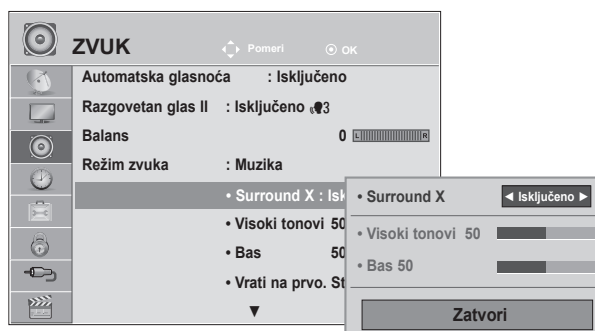 ZVUK
Pomeri OK
Automatska glasnoća : Isključeno
Razgovetan glas II : Isključeno 3
Balans 0 L R
Režim zvuka : Muzika
• Surround X : Isk
• Visoki tonovi 50
• Bas 50
• Vrati na prvo. St
▼
• Surround X ◄ Isključeno ►
• Visoki tonovi 50
• Bas 50
Zatvori